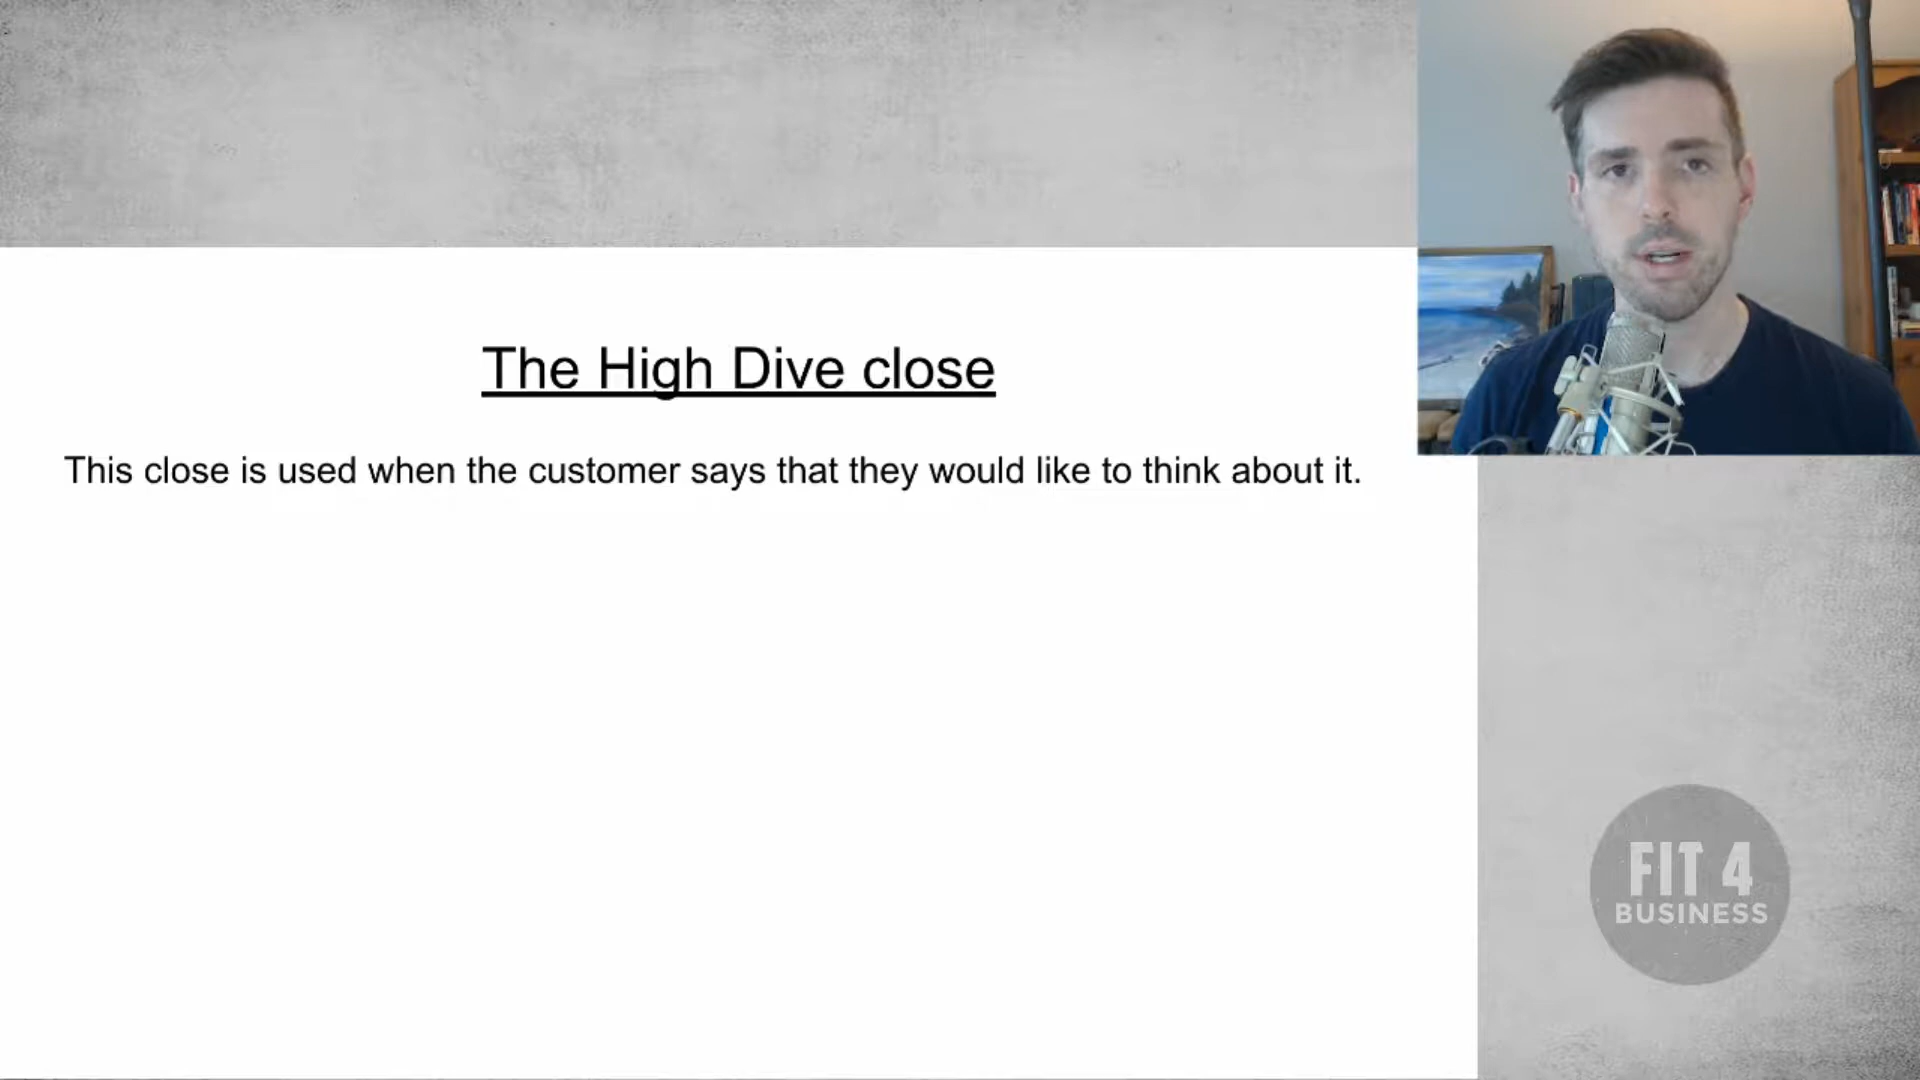 The High Dive close
This close is used when the customer says that they would like to think about it.
FIT 4
BUSINESS